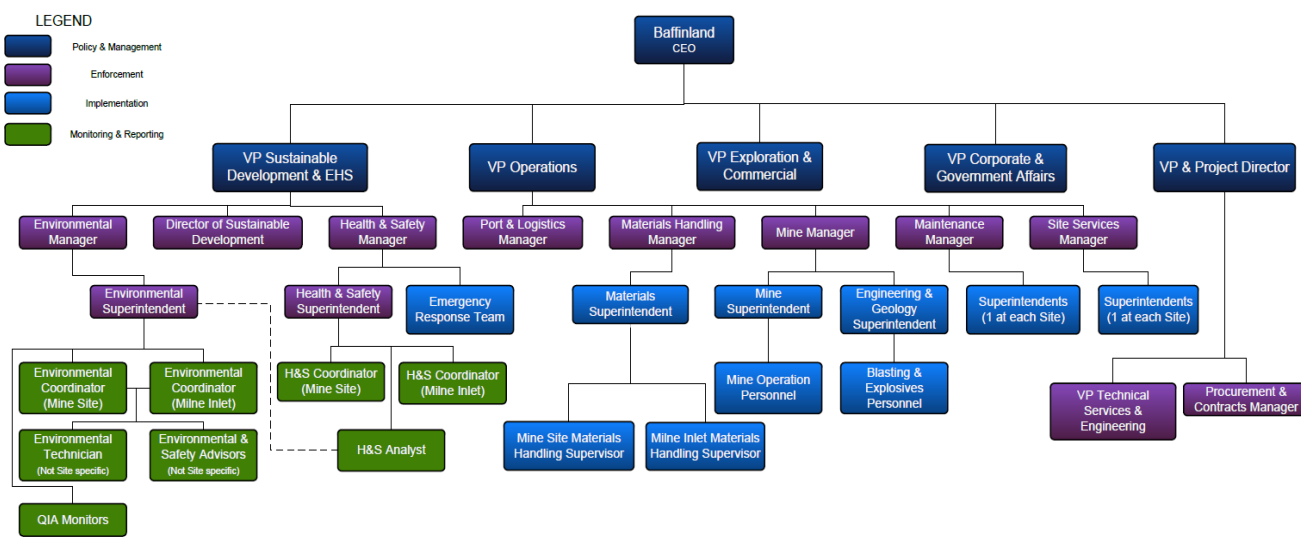 LEGEND
Policy & Management
Enforcement
Implementation
Monitoring & Reporting
Baffinland
CEO
VP Sustainable
Development & EHS
VP Operations
VP Exploration &
Commercial
VP Corporate &
Government Affairs
VP & Project Director
Environmental
Manager
Director of Sustainable
Development
Health & Safety
Manager
Port & Logistics
Manager
Materials Handling
Manager
Mine Manager
Maintenance
Manager
Site Services
Manager
Environmental
Superintendent
Health & Safety
Superintendent
Emergency
Response Team
Materials
Superintendent
Mine
Superintendent
Engineering &
Geology
Superintendent
Superintendents
(1 at each Site)
Superintendents
(1 at each Site)
Environmental
Coordinator
(Mine Site)
Environmental
Coordinator
(Milne Inlet)
H&S Coordinator
(Mine Site)
H&S Coordinator
(Milne Inlet)
Mine Operation
Personnel
Blasting &
Explosives
Personnel
VP Technical
Services &
Engineering
Procurement &
Contracts Manager
Environmental
Technician
(Not Site specific)
Environmental &
Safety Advisors
(Not Site specific)
H&S Analyst
Mine Site Materials
Handling Supervisor
Milne Inlet Materials
Handling Supervisor
QIA Monitors